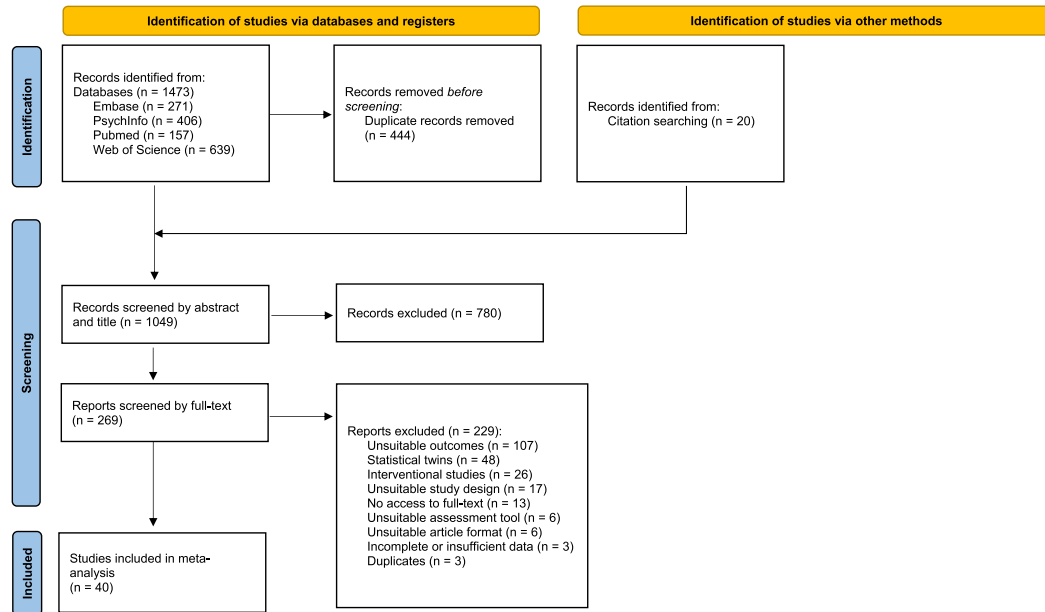 Identification of studies via databases and registers
Identification of studies via other methods
Identification
Records identified from:
Databases (n = 1473)
Embase (n = 271)
PsychInfo (n = 406)
Pubmed (n = 157)
Web of Science (n = 639)
Records removed before
screening:
Duplicate records removed
(n = 444)
Records identified from:
Citation searching (n = 20)
Screening
Records screened by abstract
and title (n = 1049)
Records excluded (n = 780)
Reports screened by full-text
(n = 269)
Reports excluded (n = 229):
Unsuitable outcomes (n = 107)
Statistical twins (n = 48)
Interventional studies (n = 26)
Unsuitable study design (n = 17)
No access to full-text (n = 13)
Unsuitable assessment tool (n = 6)
Unsuitable article format (n = 6)
Incomplete or insufficient data (n = 3)
Duplicates (n = 3)
Included
Studies included in meta-
analysis
(n = 40)